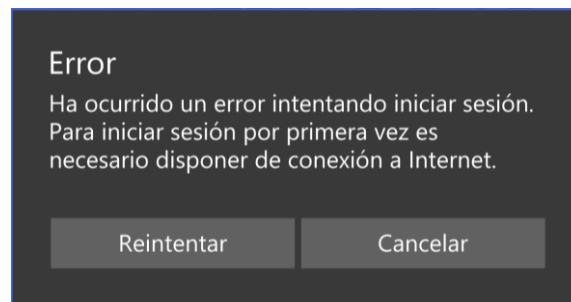 Error
Ha ocurrido un error intentando iniciar sesión.
Para iniciar sesión por primera vez es
necesario disponer de conexión a Internet.
Reintentar
Cancelar